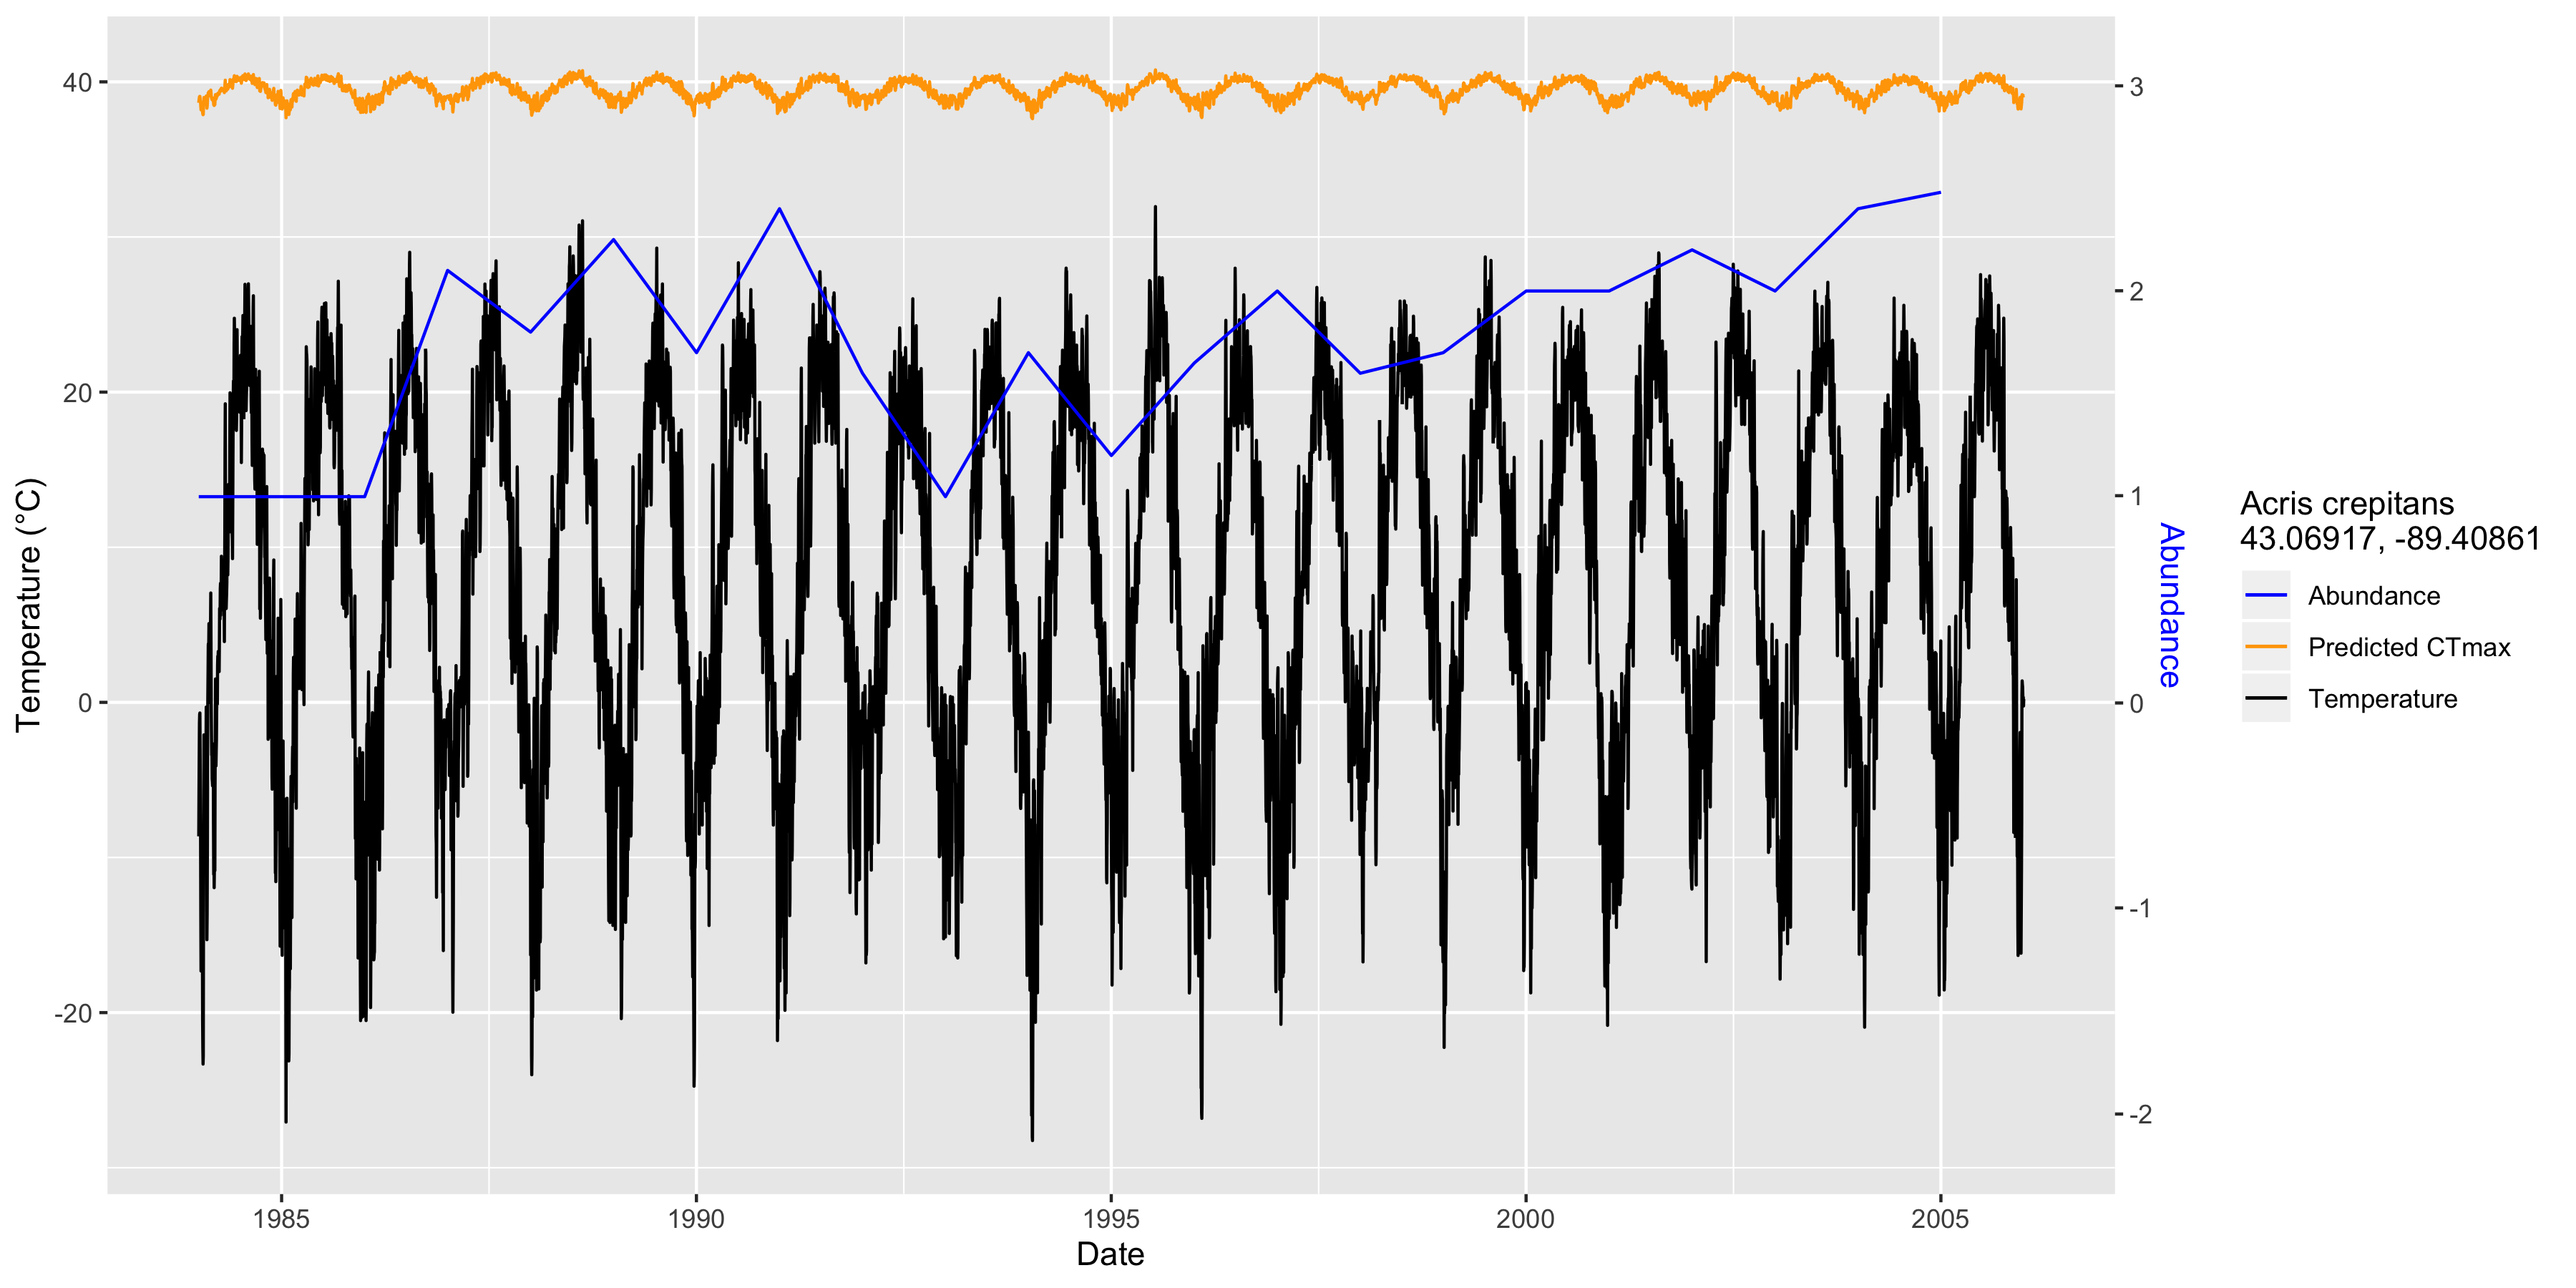 40
20
0
-20
Temperature (°C)
1985
1990
1995
2000
2005
Date
3
2
1
0
-1
-2
Abundance
Acris crepitans
43.06917, -89.40861
Abundance
Predicted CTmax
Temperature